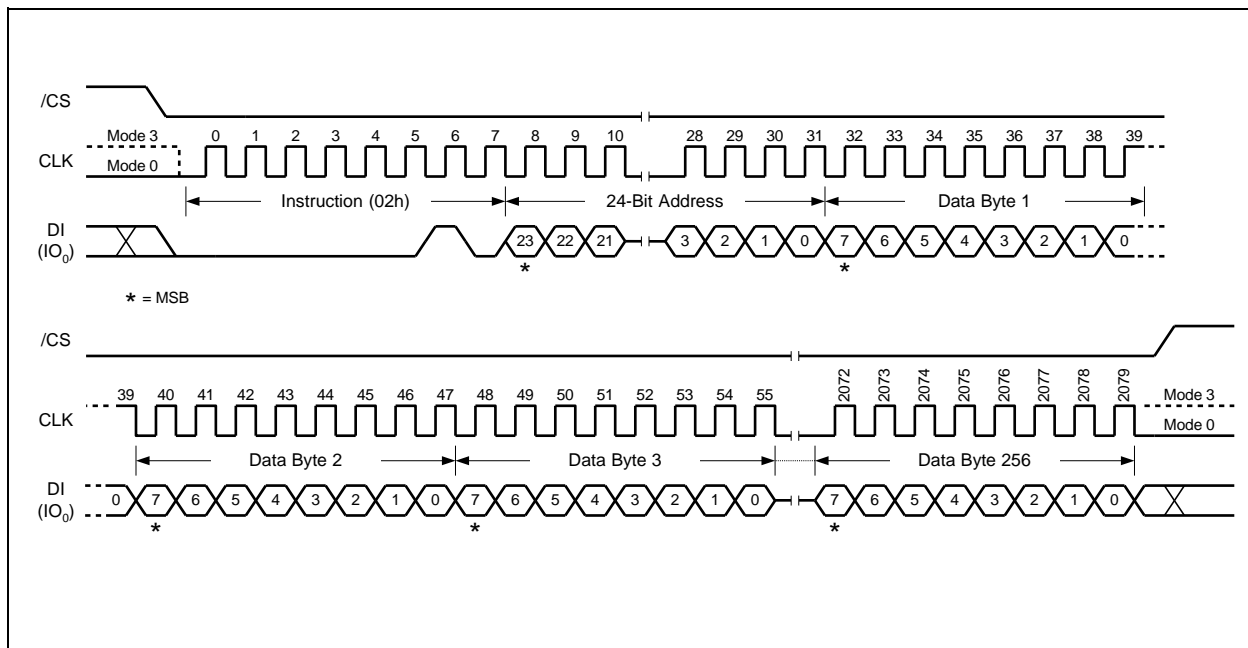 /CS
Mode 3
0 1 2 3 4 5 6 7 8 9 10 28 29 30 31 32 33 34 35 36 37 38 39
CLK
Mode 0
Instruction (02h) 24-Bit Address Data Byte 1
DI
(IO0)
23 22 21 3 2 1 0 7 6 5 4 3 2 1 0
* *
* = MSB
/CS
39 40 41 42 43 44 45 46 47 48 49 50 51 52 53 54 55 2072 2073 2074 2075 2076 2077 2078 2079
Mode 3
CLK
Mode 0
Data Byte 2 Data Byte 3 Data Byte 256
DI
(IO0)
0 7 6 5 4 3 2 1 0 7 6 5 4 3 2 1 0 7 6 5 4 3 2 1 0
* * *